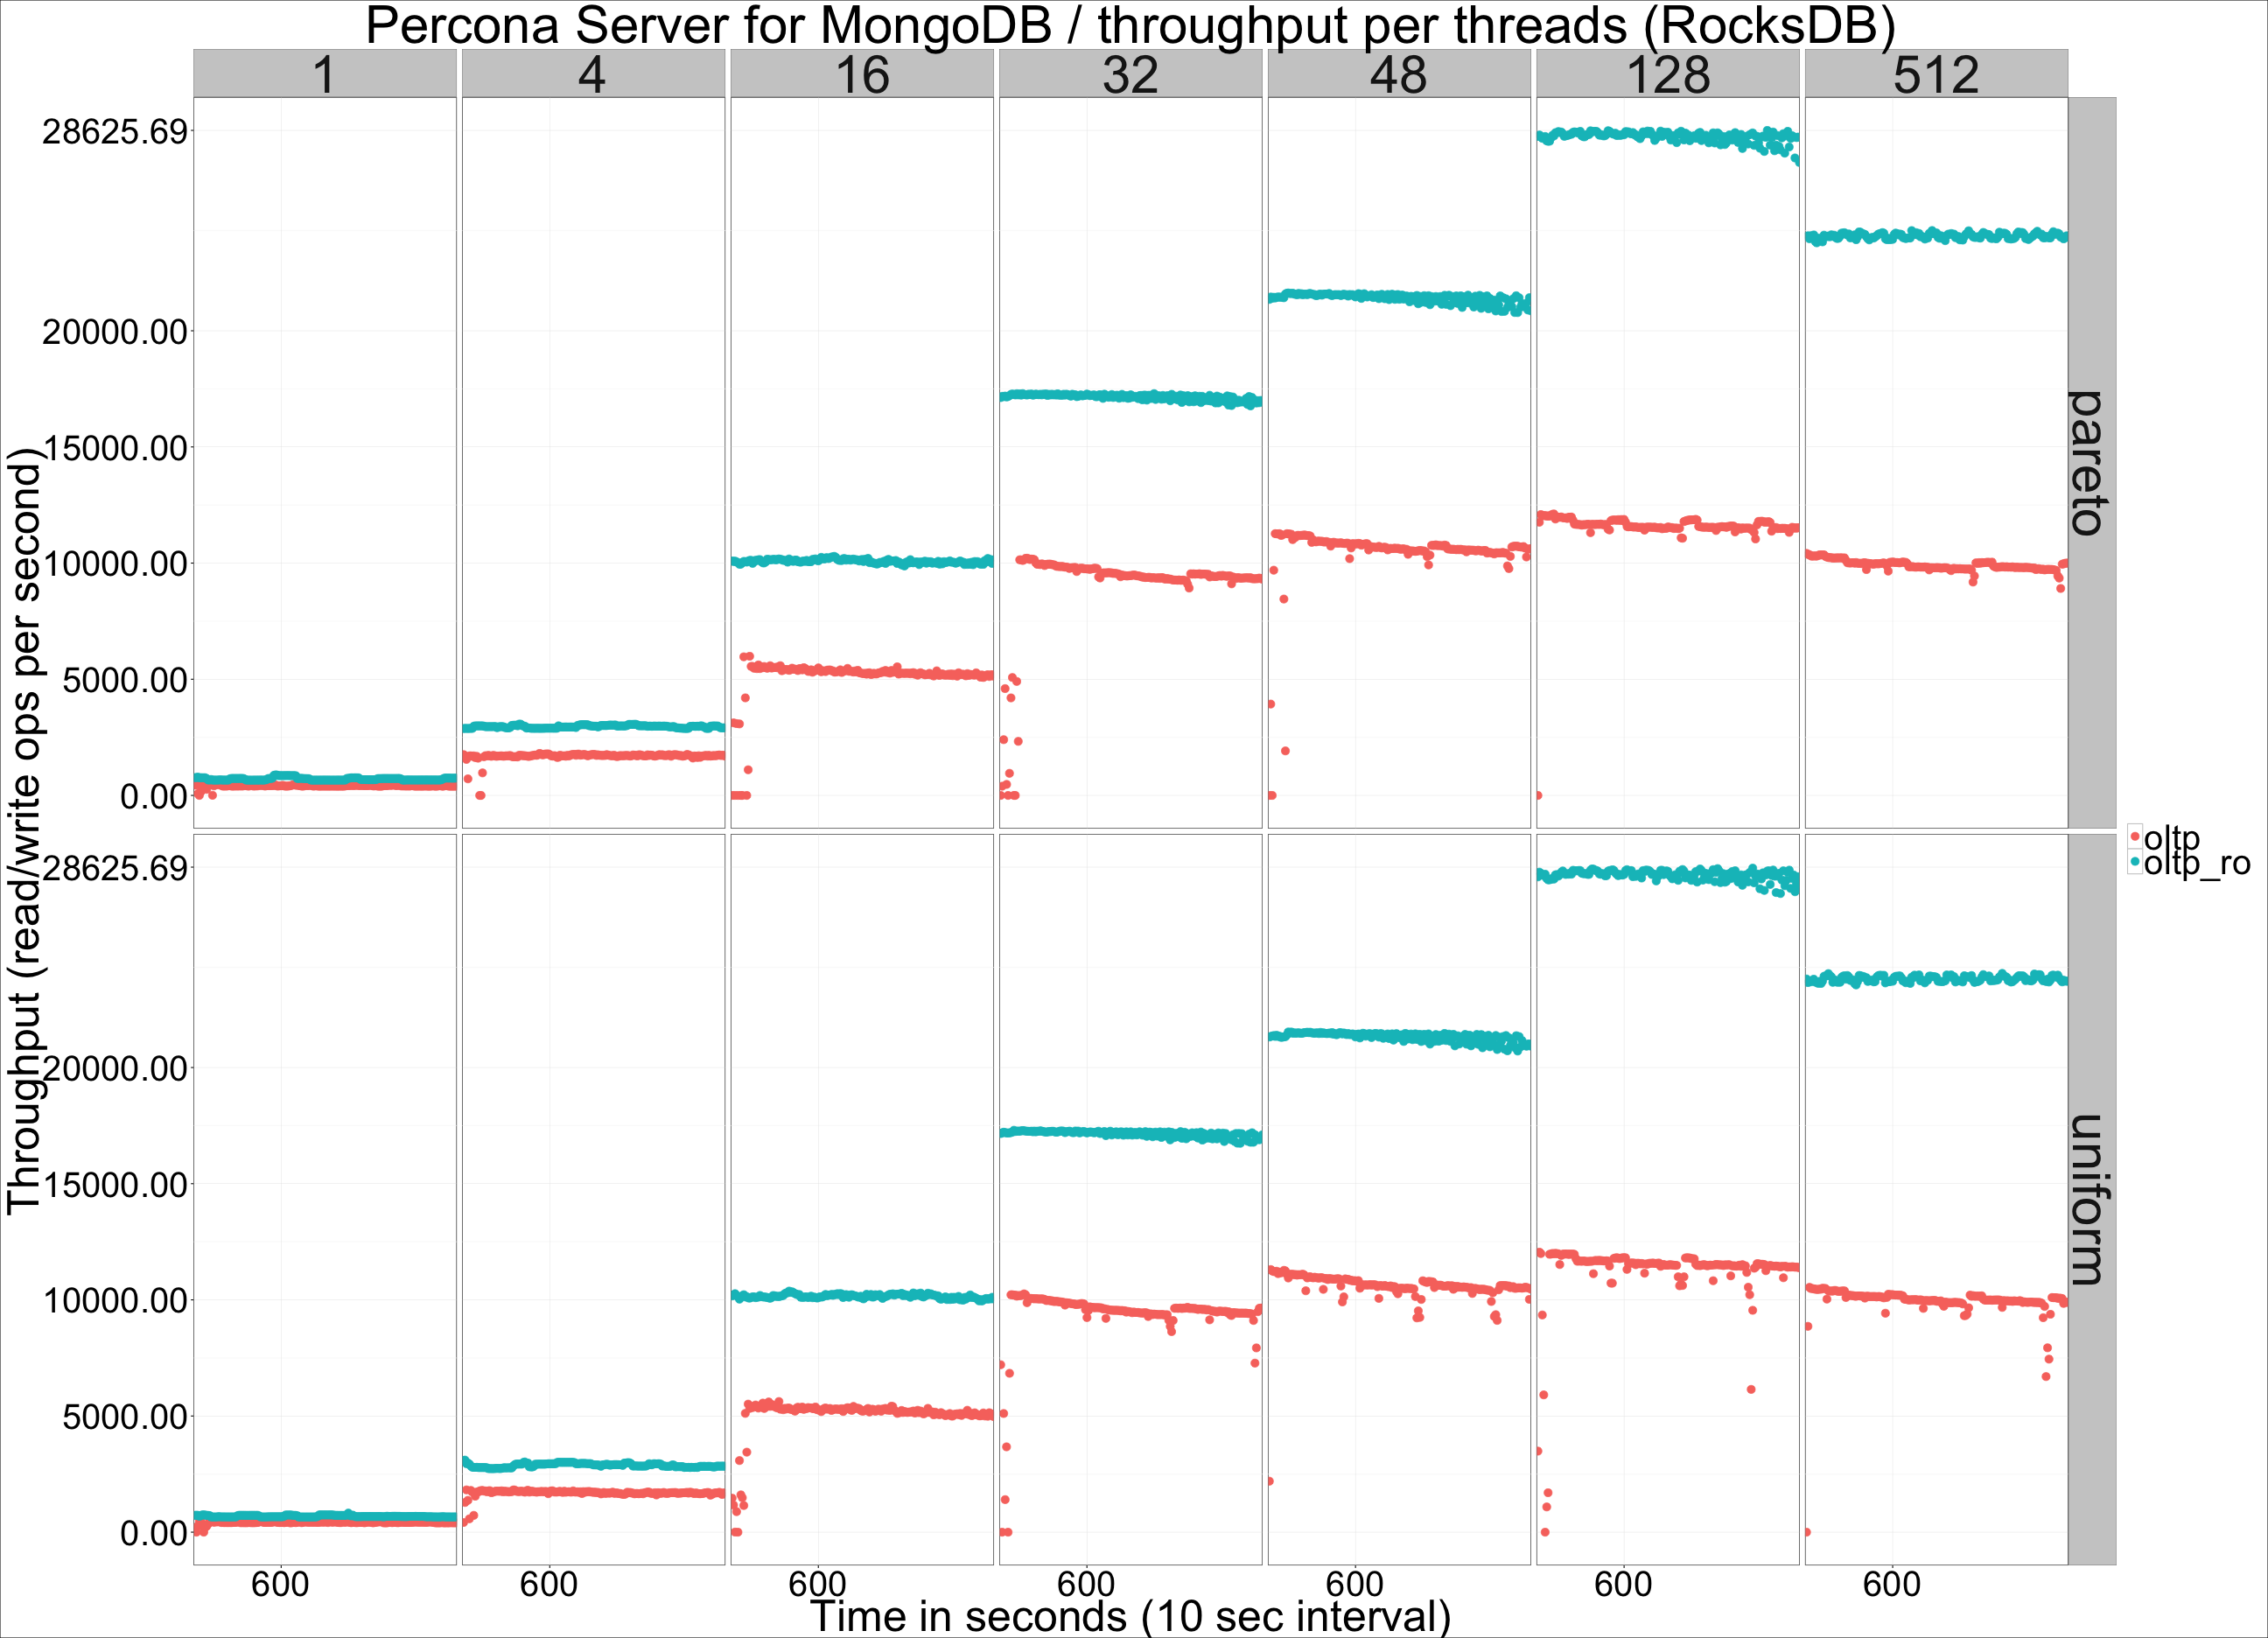 Percona Server for MongoDB / throughput per threads (RocksDB)
1 4 16 32 48 128 512
28625.69
20000.00
15000.00
10000.00
5000.00
0.00
pareto
28625.69
20000.00
15000.00
10000.00
5000.00
0.00
uniform
Throughput (read/write ops per second)
oltp
oltp_ro
600 600 600 600 600 600 600
Time in seconds (10 sec interval)